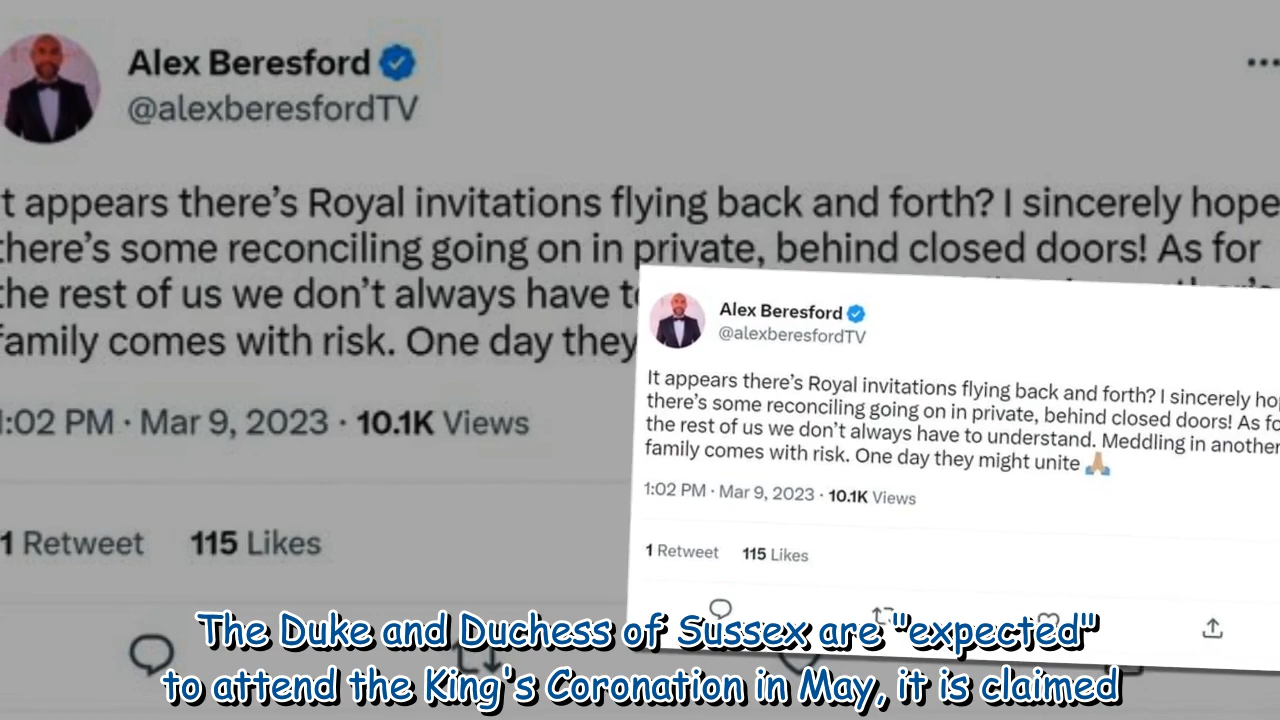 Alex Beresford
@alexberesfordTV
t appears there's Royal invitations flying back and forth? I sincerely hope
there's some reconciling going on in private, behind closed doors! As for
the rest of us we don't always have
family comes with risk. One day they
1:02 PM · Mar 9, 2023 · 10.1K Views
1 Retweet 115 Likes
Alex Beresford
@alexberesfordTV
It appears there's Royal invitations flying back and forth? I sincerely
there's some reconciling going on in private, behind closed doors! As
the rest of us we don't always have to understand. Meddling in another
family comes with risk. One day they might unite 🙏🏼
1:02 PM · Mar 9, 2023 · 10.1K Views
1 Retweet 115 Likes
The Duke and Duchess of Sussex are "expected"
to attend the King's Coronation in May, it is claimed